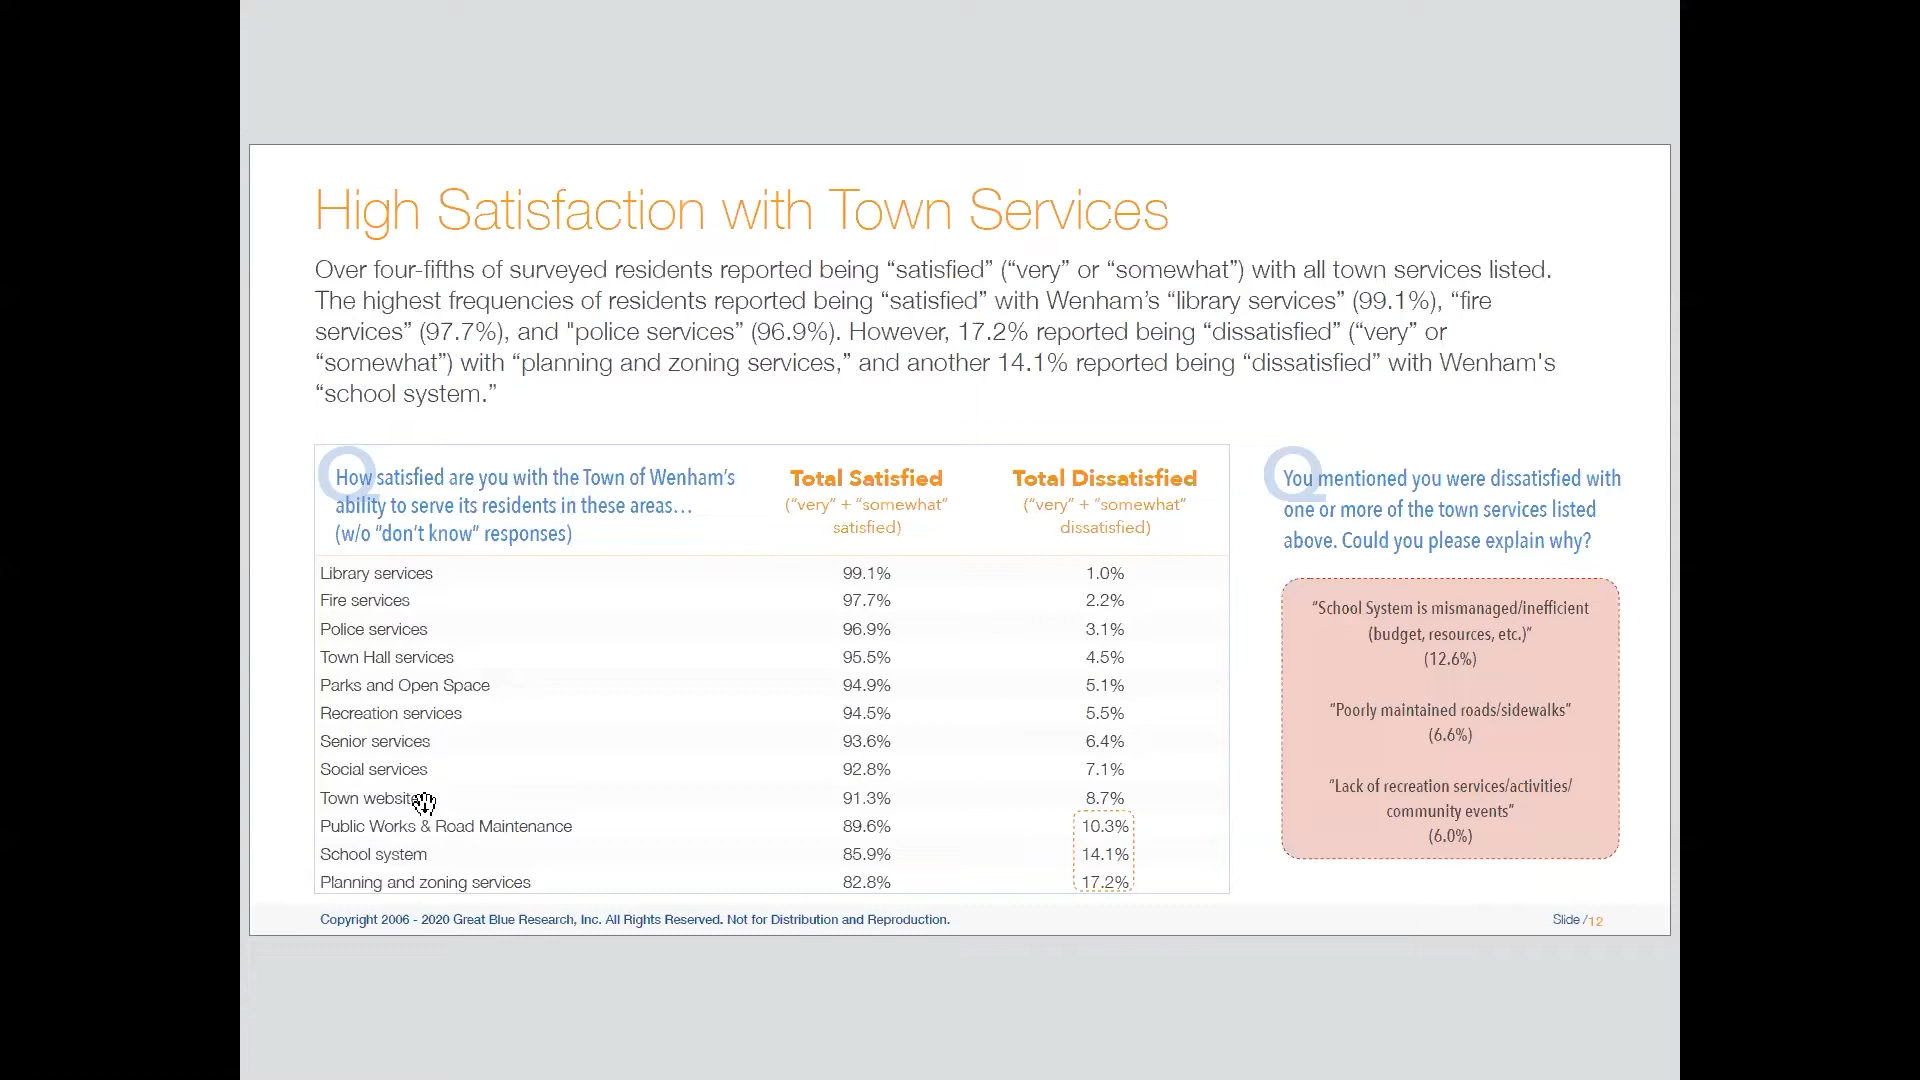 High Satisfaction with Town Services
Over four-fifths of surveyed residents reported being “satisfied” (“very” or “somewhat”) with all town services listed.
The highest frequencies of residents reported being “satisfied” with Wenham’s “library services” (99.1%), “fire
services” (97.7%), and "police services” (96.9%). However, 17.2% reported being “dissatisfied” (“very” or
“somewhat”) with “planning and zoning services,” and another 14.1% reported being “dissatisfied” with Wenham's
“school system.”
Q
How satisfied are you with the Town of Wenham’s
ability to serve its residents in these areas…
(w/o “don’t know” responses)
Total Satisfied
(“very” + “somewhat”
satisfied)
Total Dissatisfied
(“very” + “somewhat”
dissatisfied)
Library services 99.1% 1.0%
Fire services 97.7% 2.2%
Police services 96.9% 3.1%
Town Hall services 95.5% 4.5%
Parks and Open Space 94.9% 5.1%
Recreation services 94.5% 5.5%
Senior services 93.6% 6.4%
Social services 92.8% 7.1%
Town website 91.3% 8.7%
Public Works & Road Maintenance 89.6% 10.3%
School system 85.9% 14.1%
Planning and zoning services 82.8% 17.2%
Q
You mentioned you were dissatisfied with
one or more of the town services listed
above. Could you please explain why?
“School System is mismanaged/inefficient
(budget, resources, etc.)”
(12.6%)
“Poorly maintained roads/sidewalks”
(6.6%)
“Lack of recreation services/activities/
community events”
(6.0%)
Copyright 2006 - 2020 Great Blue Research, Inc. All Rights Reserved. Not for Distribution and Reproduction.
Slide /12